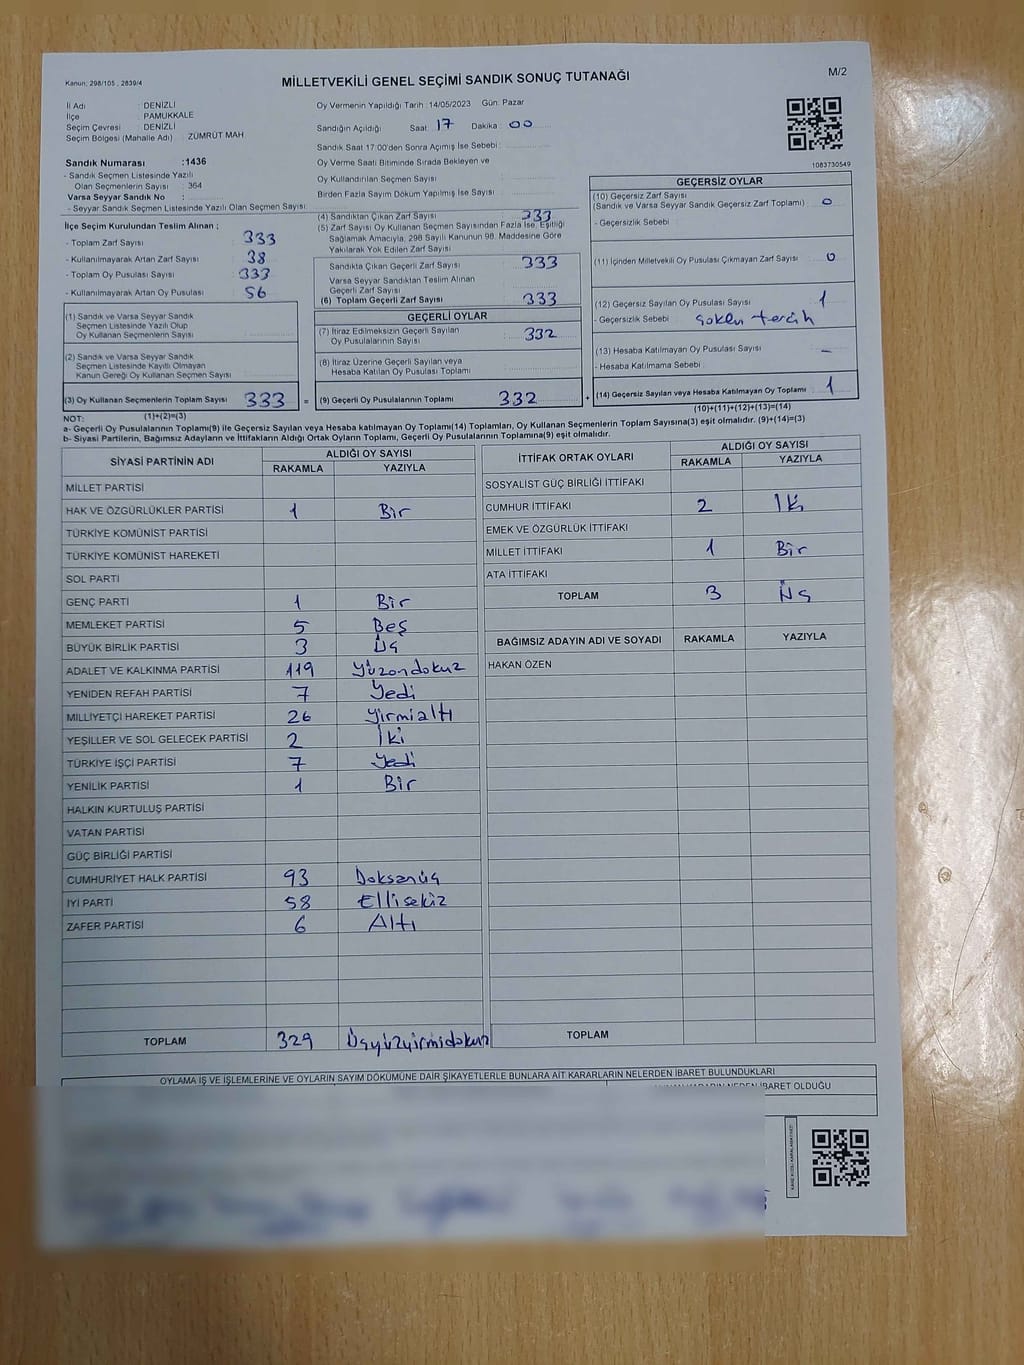 Kanun: 298/105 , 2839/4
MİLLETVEKİLİ GENEL SEÇİMİ SANDIK SONUÇ TUTANAĞI
M/2
İl Adı : DENİZLİ
İlçe : PAMUKKALE
Seçim Çevresi : DENİZLİ
Seçim Bölgesi (Mahalle Adı) : ZÜMRÜT MAH
Sandık Numarası :1436
- Sandık Seçmen Listesinde Yazılı
Olan Seçmenlerin Sayısı : 364
Varsa Seyyar Sandık No :
- Seyyar Sandık Seçmen Listesinde Yazılı Olan Seçmen Sayısı:
Oy Vermenin Yapıldığı Tarih :14/05/2023 Gün: Pazar
Sandığın Açıldığı Saat: 17 Dakika : 00
Sandık Saat 17:00'den Sonra Açımış İse Sebebi :
Oy Verme Saati Bitiminde Sırada Bekleyen ve
Oy Kullandırılan Seçmen Sayısı :
Birden Fazla Sayım Döküm Yapılmış İse Sayısı :
1083730549
İlçe Seçim Kurulundan Teslim Alınan ;
- Toplam Zarf Sayısı : 333
- Kullanılmayarak Artan Zarf Sayısı : 38
- Toplam Oy Pusulası Sayısı : 333
- Kullanılmayarak Artan Oy Pusulası : 56
(1) Sandık ve Varsa Seyyar Sandık
Seçmen Listesinde Yazılı Olup
Oy Kullanan Seçmenlerin Sayısı :
(2) Sandık ve Varsa Seyyar Sandık
Seçmen Listesinde Kayıtlı Olmayan
Kanun Gereği Oy Kullanan Seçmen Sayısı :
(3) Oy Kullanan Seçmenlerin Toplam Sayısı : 333 =
(1)+(2)=(3)
(4) Sandıktan Çıkan Zarf Sayısı : 333
(5) Zarf Sayısı Oy Kullanan Seçmen Sayısından Fazla İse, Eşitliği
Sağlamak Amacıyla, 298 Sayılı Kanunun 98. Maddesine Göre
Yakılarak Yok Edilen Zarf Sayısı :
Sandıkta Çıkan Geçerli Zarf Sayısı : 333
Varsa Seyyar Sandıktan Teslim Alınan
Geçerli Zarf Sayısı :
(6) Toplam Geçerli Zarf Sayısı : 333
GEÇERLİ OYLAR
(7) İtiraz Edilmeksizin Geçerli Sayılan
Oy Pusulalarının Sayısı : 332
(8) İtiraz Üzerine Geçerli Sayılan veya
Hesaba Katılan Oy Pusulası Toplamı :
(9) Geçerli Oy Pusulalarının Toplamı : 332 +
GEÇERSİZ OYLAR
(10) Geçersiz Zarf Sayısı
(Sandık ve Varsa Seyyar Sandık Geçersiz Zarf Toplamı) : 0
- Geçersizlik Sebebi :
(11) İçinden Milletvekili Oy Pusulası Çıkmayan Zarf Sayısı : 0
(12) Geçersiz Sayılan Oy Pusulası Sayısı : 1
- Geçersizlik Sebebi : tercih
(13) Hesaba Katılmayan Oy Pusulası Sayısı : –
- Hesaba Katılmama Sebebi :
(14) Geçersiz Sayılan veya Hesaba Katılmayan Oy Toplamı : 1
(10)+(11)+(12)+(13)=(14)
NOT:
a- Geçerli Oy Pusulalarının Toplamı(9) ile Geçersiz Sayılan veya Hesaba katılmayan Oy Toplamı(14) Toplamları, Oy Kullanan Seçmenlerin Toplam Sayısına(3) eşit olmalıdır. (9)+(14)=(3)
b- Siyasi Partilerin, Bağımsız Adayların ve İttifakların Aldığı Ortak Oyların Toplamı, Geçerli Oy Pusulalarının Toplamına(9) eşit olmalıdır.
SİYASİ PARTİNİN ADI ALDIĞI OY SAYISI
RAKAMLA YAZIYLA
MİLLET PARTİSİ
HAK VE ÖZGÜRLÜKLER PARTİSİ 1 Bir
TÜRKİYE KOMÜNİST PARTİSİ
TÜRKİYE KOMÜNİST HAREKETİ
SOL PARTİ
GENÇ PARTİ 1 Bir
MEMLEKET PARTİSİ 5 Beş
BÜYÜK BİRLİK PARTİSİ 3 Üç
ADALET VE KALKINMA PARTİSİ 119 Yüzondokuz
YENİDEN REFAH PARTİSİ 7 Yedi
MİLLİYETÇİ HAREKET PARTİSİ 26 Yirmialtı
YEŞİLLER VE SOL GELECEK PARTİSİ 2 İki
TÜRKİYE İŞÇİ PARTİSİ 7 Yedi
YENİLİK PARTİSİ 1 Bir
HALKIN KURTULUŞ PARTİSİ
VATAN PARTİSİ
GÜÇ BİRLİĞİ PARTİSİ
CUMHURİYET HALK PARTİSİ 93 Doksanüç
İYİ PARTİ 58 Ellisekiz
ZAFER PARTİSİ 6 Altı
TOPLAM 329 Üçyüzyirmidokuz
İTTİFAK ORTAK OYLARI ALDIĞI OY SAYISI
RAKAMLA YAZIYLA
SOSYALİST GÜÇ BİRLİĞİ İTTİFAKI
CUMHUR İTTİFAKI 2 İki
EMEK VE ÖZGÜRLÜK İTTİFAKI
MİLLET İTTİFAKI 1 Bir
ATA İTTİFAKI
TOPLAM 3 Üç
BAĞIMSIZ ADAYIN ADI VE SOYADI RAKAMLA YAZIYLA
HAKAN ÖZEN
TOPLAM
OYLAMA İŞ VE İŞLEMLERİNE VE OYLARIN SAYIM DÖKÜMÜNE DAİR ŞİKAYETLERLE BUNLARA AİT KARARLARIN NELERDEN İBARET BULUNDUKLARI
İBARET OLDUĞU